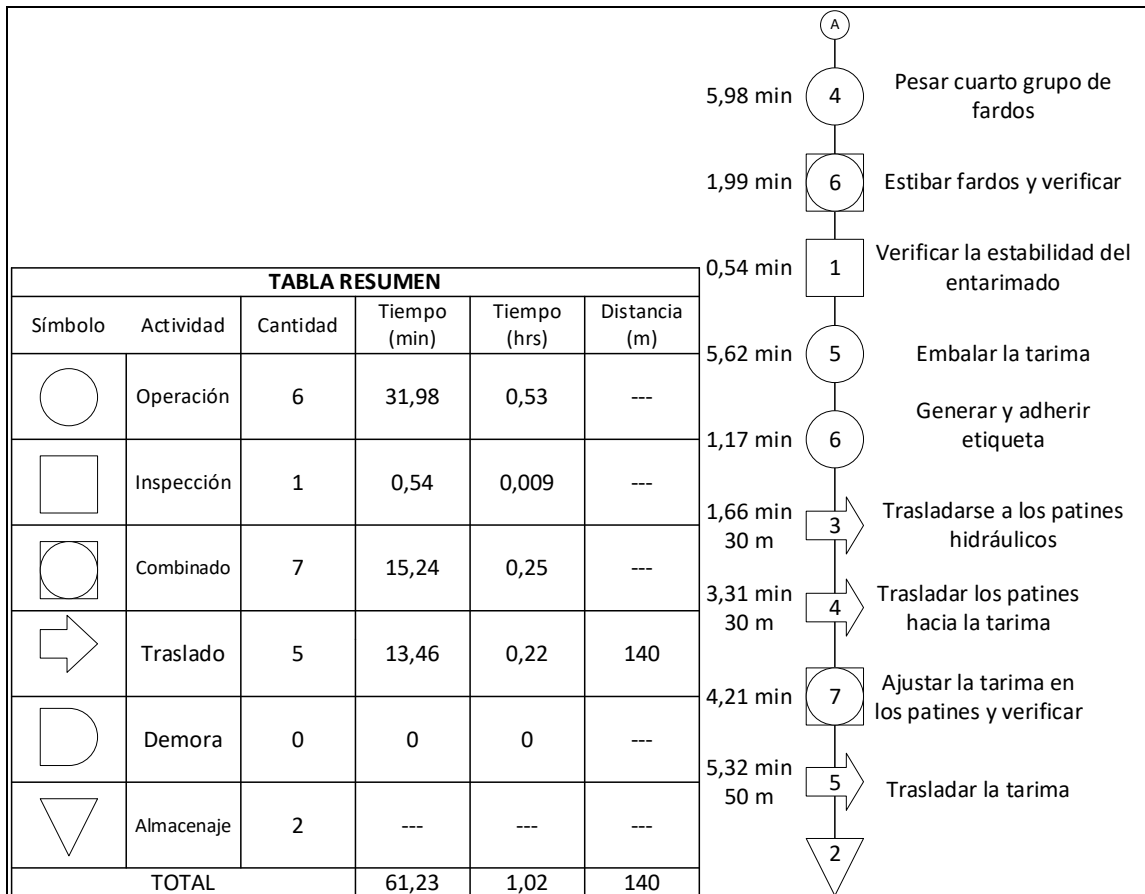 A
5,98 min
4
Pesar cuarto grupo de
fardos
1,99 min
6
Estibar fardos y verificar
0,54 min
1
Verificar la estabilidad del
entarimado
5,62 min
5
Embalar la tarima
1,17 min
6
Generar y adherir
etiqueta
1,66 min
30 m
3
Trasladarse a los patines
hidráulicos
3,31 min
30 m
4
Trasladar los patines
hacia la tarima
4,21 min
7
Ajustar la tarima en
los patines y verificar
5,32 min
50 m
5
Trasladar la tarima
2
TABLA RESUMEN
Símbolo Actividad Cantidad Tiempo (min) Tiempo (hrs) Distancia (m)
Operación 6 31,98 0,53 ---
Inspección 1 0,54 0,009 ---
Combinado 7 15,24 0,25 ---
Traslado 5 13,46 0,22 140
Demora 0 0 0 ---
Almacenaje 2 --- --- ---
TOTAL 61,23 1,02 140